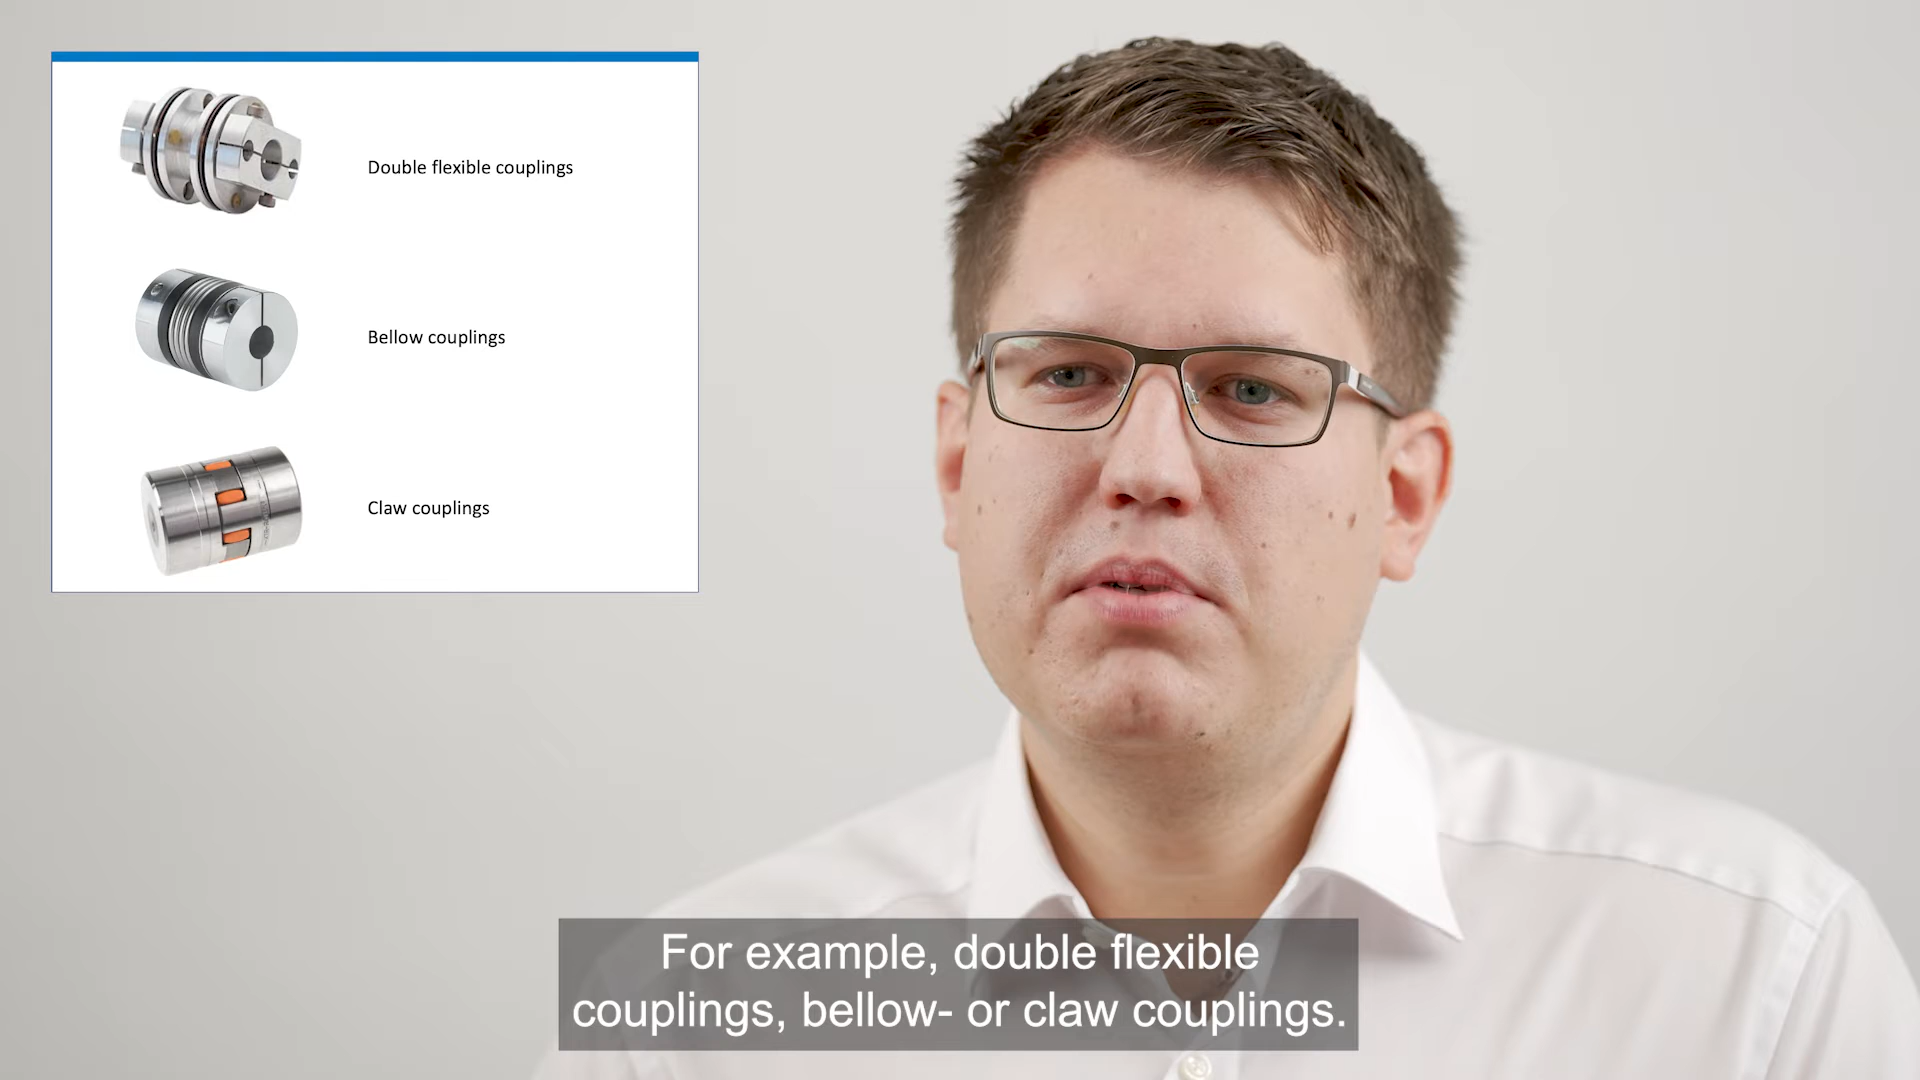 Double flexible couplings
Bellow couplings
Claw couplings
For example, double flexible
couplings, bellow- or claw couplings.